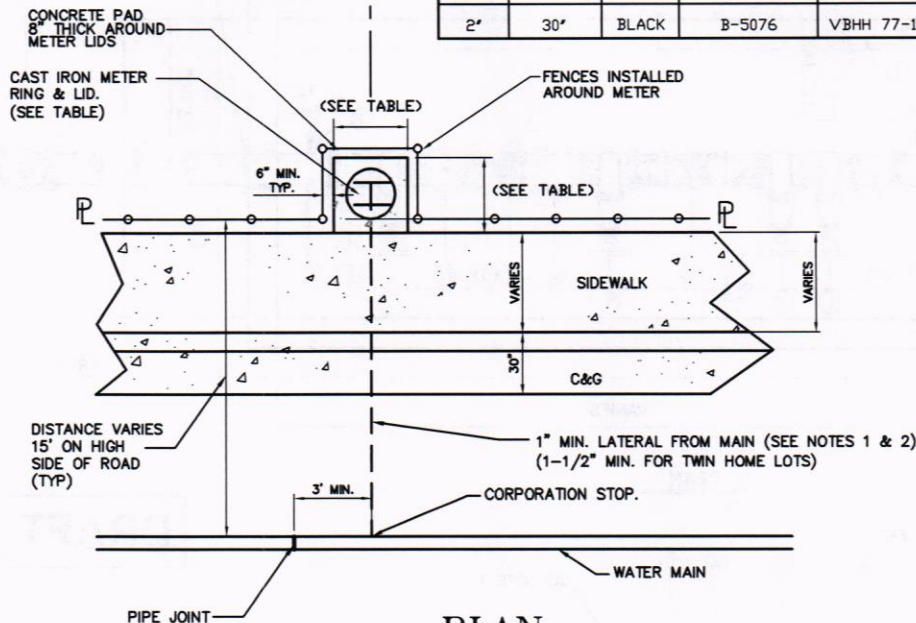 2" 30" BLACK B-5076 VBHH 77-1
CONCRETE PAD
8" THICK AROUND
METER LIDS
CAST IRON METER
RING & LID.
(SEE TABLE)
(SEE TABLE)
FENCES INSTALLED
AROUND METER
6" MIN.
TYP.
(SEE TABLE)
PL
PL
VARIES
SIDEWALK
VARIES
30"
C&G
DISTANCE VARIES
15' ON HIGH
SIDE OF ROAD
(TYP)
1" MIN. LATERAL FROM MAIN (SEE NOTES 1 & 2)
(1-1/2" MIN. FOR TWIN HOME LOTS)
3' MIN.
CORPORATION STOP.
WATER MAIN
PIPE JOINT
PLAN